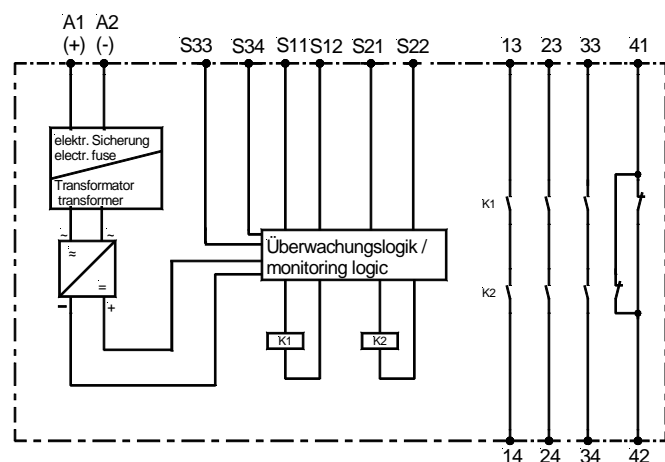 A1 A2
(+) (-) S33 S34 S11 S12 S21 S22 13 23 33 41
elektr. Sicherung
electr. fuse
Transformator
transformer
~ ~
≈
=
− +
Überwachungslogik /
monitoring logic
K1
K2
K1 K2
14 24 34 42